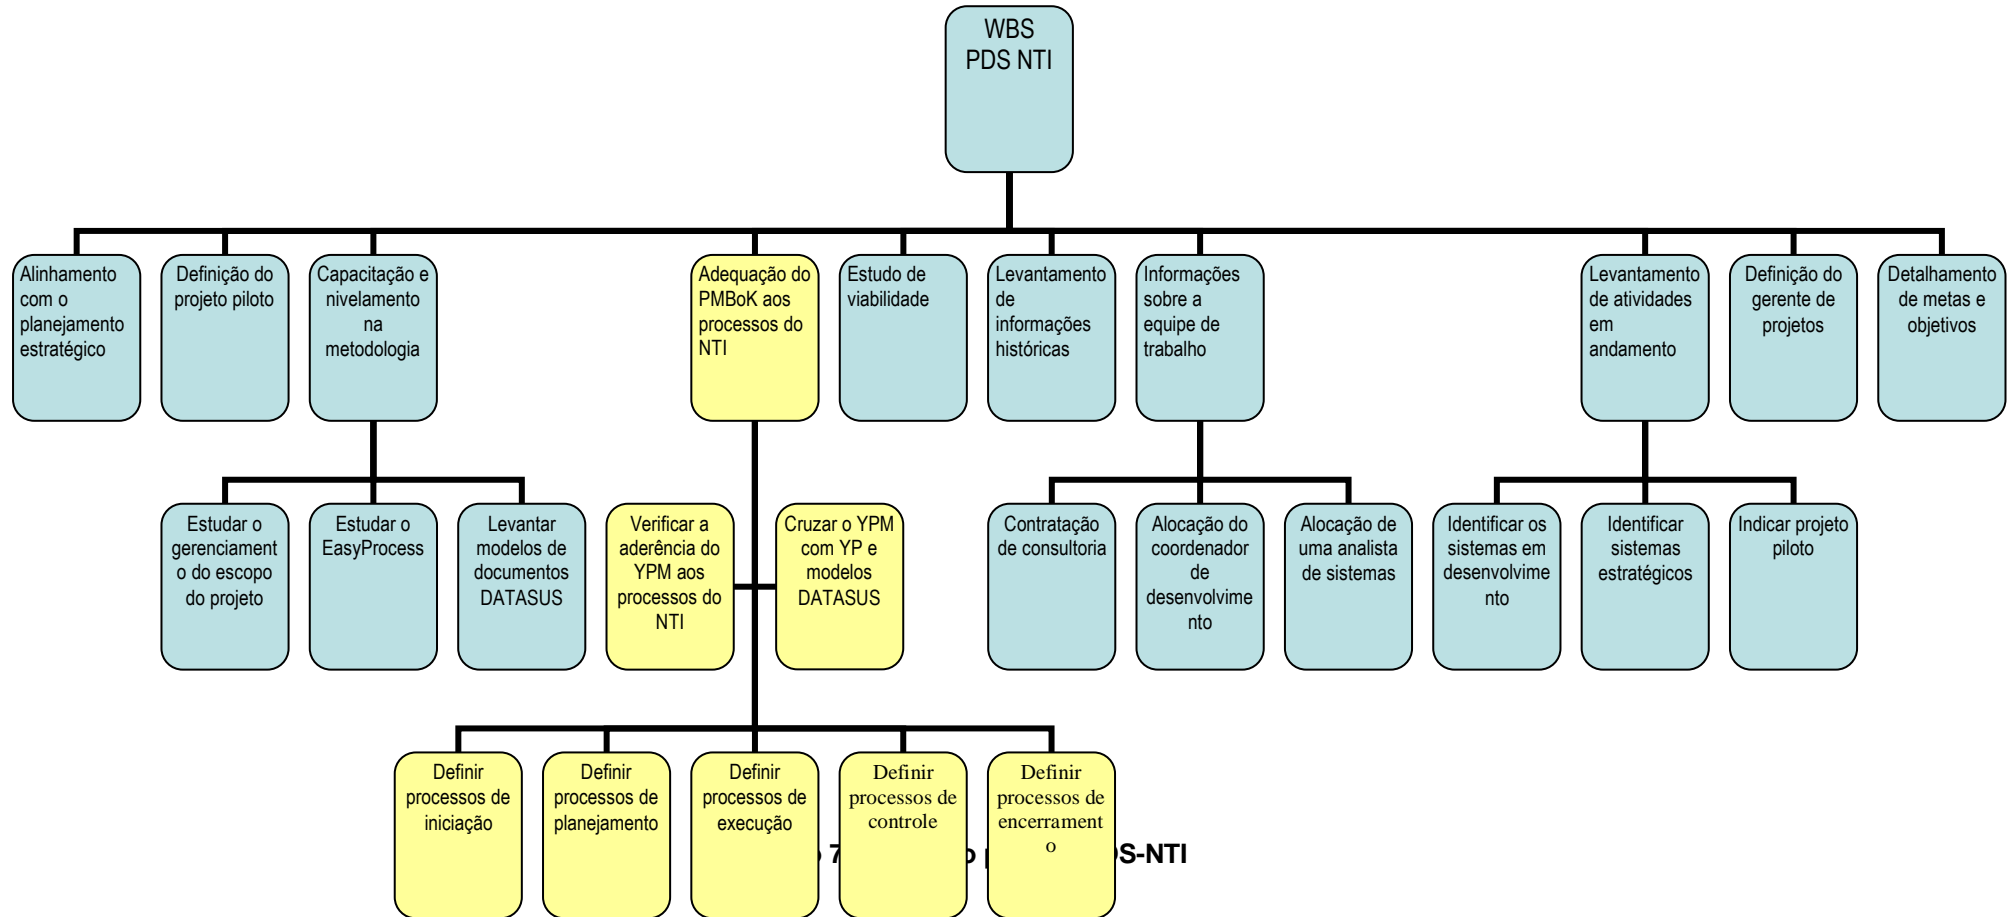 WBS
PDS NTI
Alinhamento
com o
planejamento
estratégico
Definição do
projeto piloto
Capacitação e
nivelamento
na
metodologia
Adequação do
PMBoK aos
processos do
NTI
Estudo de
viabilidade
Levantamento
de
informações
históricas
Informações
sobre a
equipe de
trabalho
Levantamento
de atividades
em
andamento
Definição do
gerente de
projetos
Detalhamento
de metas e
objetivos
Estudar o
gerenciament
o do escopo
do projeto
Estudar o
EasyProcess
Levantar
modelos de
documentos
DATASUS
Verificar a
aderência do
YPM aos
processos do
NTI
Cruzar o YPM
com YP e
modelos
DATASUS
Contratação
de consultoria
Alocação do
coordenador
de
desenvolvime
nto
Alocação de
uma analista
de sistemas
Identificar os
sistemas em
desenvolvime
nto
Identificar
sistemas
estratégicos
Indicar projeto
piloto
Definir
processos de
iniciação
Definir
processos de
planejamento
Definir
processos de
execução
Definir
processos de
controle
Definir
processos de
encerrament
o
7 S-NTI